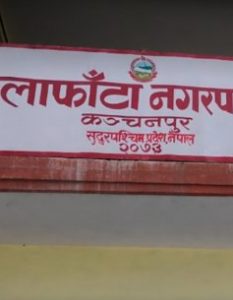 लाफाँटा नगरप
कञ्चनपुर
सुदुरपश्चिम प्रदेश, नेपाल
२०७३